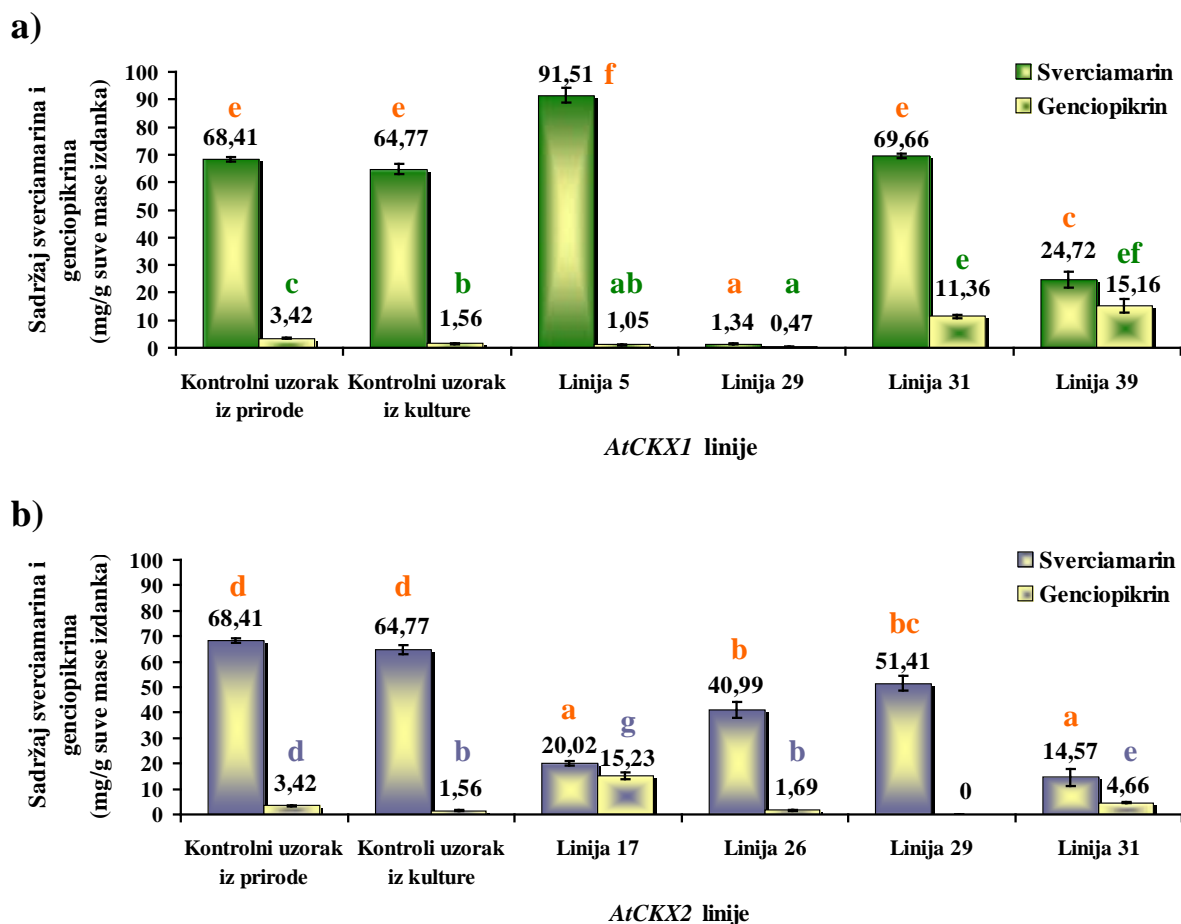 a)
Sadržaj sverciamarina i
genciopikrina
(mg/g suve mase izdanka)
100
90
80
70
60
50
40
30
20
10
0
Sverciamarin
Genciopikrin
e
68,41
c
3,42
e
64,77
b
1,56
91,51
f
ab
1,05
a
1,34
a
0,47
e
69,66
e
11,36
c
24,72
ef
15,16
Kontrolni uzorak
iz prirode
Kontrolni uzorak
iz kulture
Linija 5
Linija 29
Linija 31
Linija 39
AtCKX1 linije
b)
Sadržaj sverciamarina i
genciopikrina
(mg/g suve mase izdanka)
100
90
80
70
60
50
40
30
20
10
0
Sverciamarin
Genciopikrin
d
68,41
d
3,42
d
64,77
b
1,56
a
20,02
g
15,23
b
40,99
b
1,69
bc
51,41
0
a
14,57
e
4,66
Kontrolni uzorak
iz prirode
Kontroli uzorak
iz kulture
Linija 17
Linija 26
Linija 29
Linija 31
AtCKX2 linije